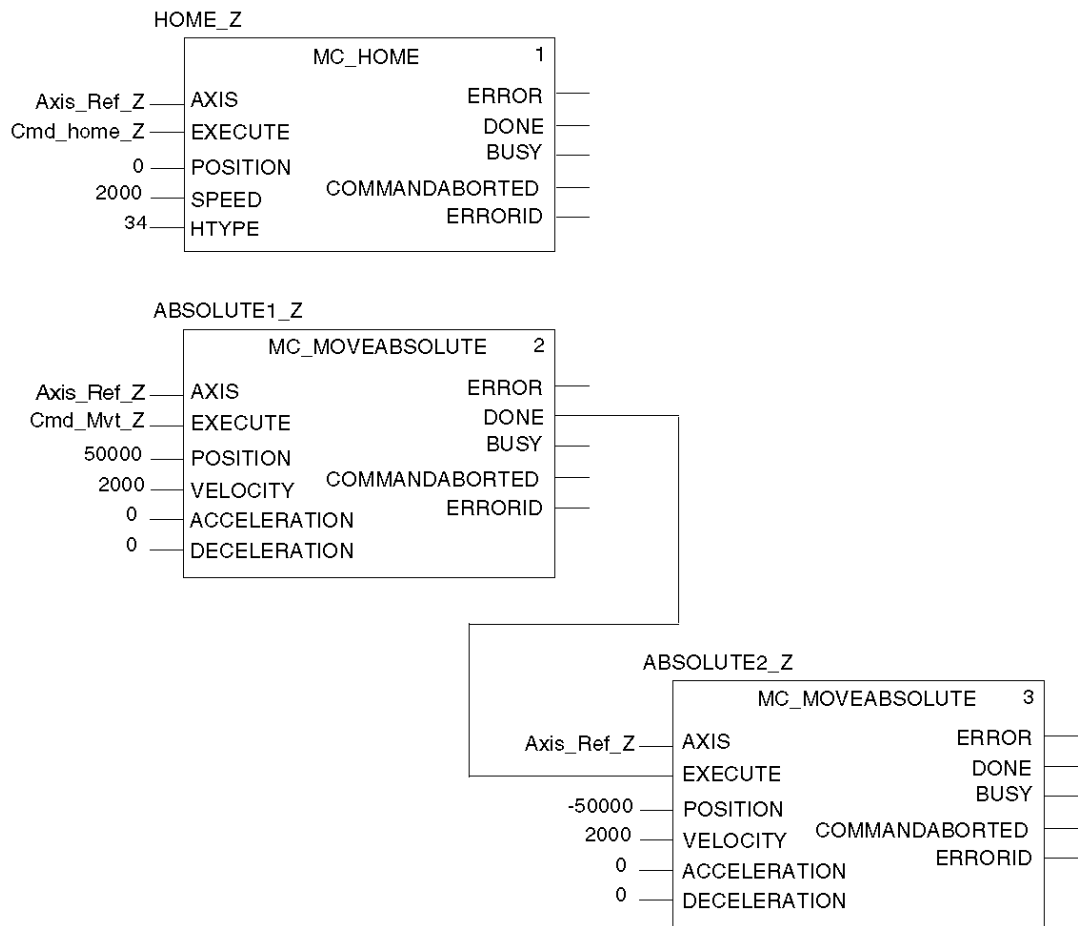 HOME_Z
MC_HOME 1
Axis_Ref_Z AXIS ERROR
Cmd_home_Z EXECUTE DONE
0 POSITION BUSY
2000 SPEED COMMANDABORTED
34 HTYPE ERRORID
ABSOLUTE1_Z
MC_MOVEABSOLUTE 2
Axis_Ref_Z AXIS ERROR
Cmd_Mvt_Z EXECUTE DONE
50000 POSITION BUSY
2000 VELOCITY COMMANDABORTED
0 ACCELERATION ERRORID
0 DECELERATION
ABSOLUTE2_Z
MC_MOVEABSOLUTE 3
Axis_Ref_Z AXIS ERROR
EXECUTE DONE
-50000 POSITION BUSY
2000 VELOCITY COMMANDABORTED
0 ACCELERATION ERRORID
0 DECELERATION